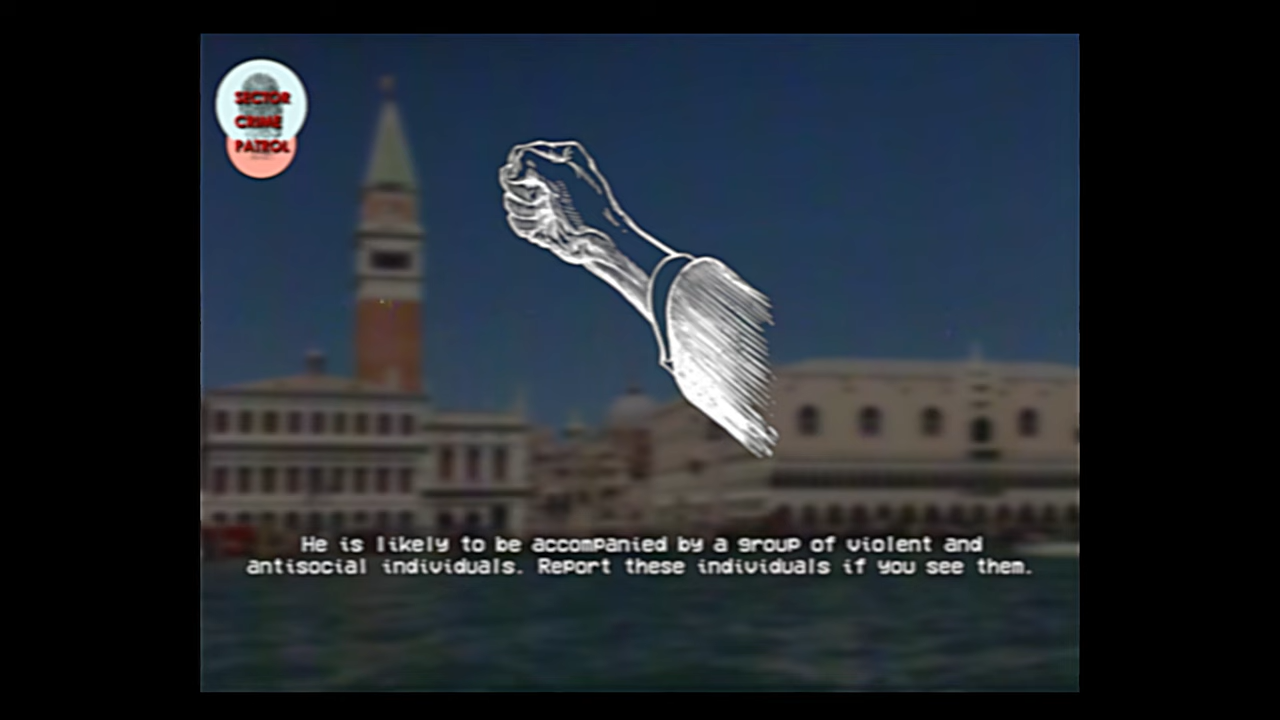 SECTOR
CRIME
PATROL
He is likely to be accompanied by a group of violent and
antisocial individuals. Report these individuals if you see them.